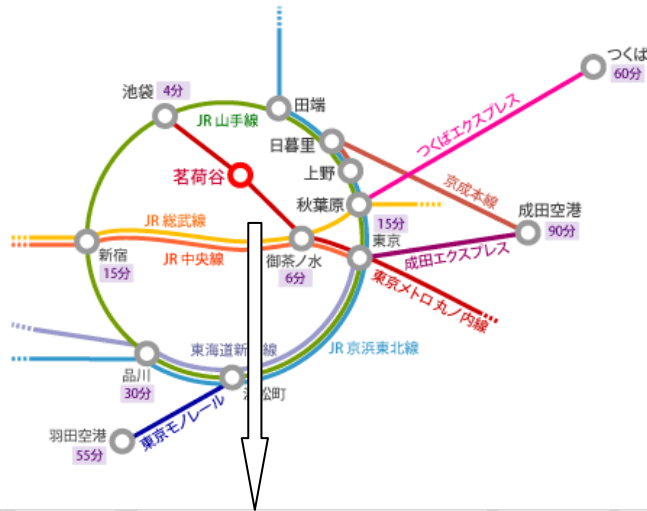 つくば
60分
池袋
4分
田端
JR 山手線
日暮里
つくばエクスプレス
上野
茗荷谷
京成本線
秋葉原
成田空港
90分
JR 総武線
15分
東京
新宿
15分
JR 中央線
御茶ノ水
6分
成田エクスプレス
東京メトロ 丸ノ内線
東海道新
線
JR 京浜東北線
品川
30分
松町
東京モノレール
羽田空港
55分